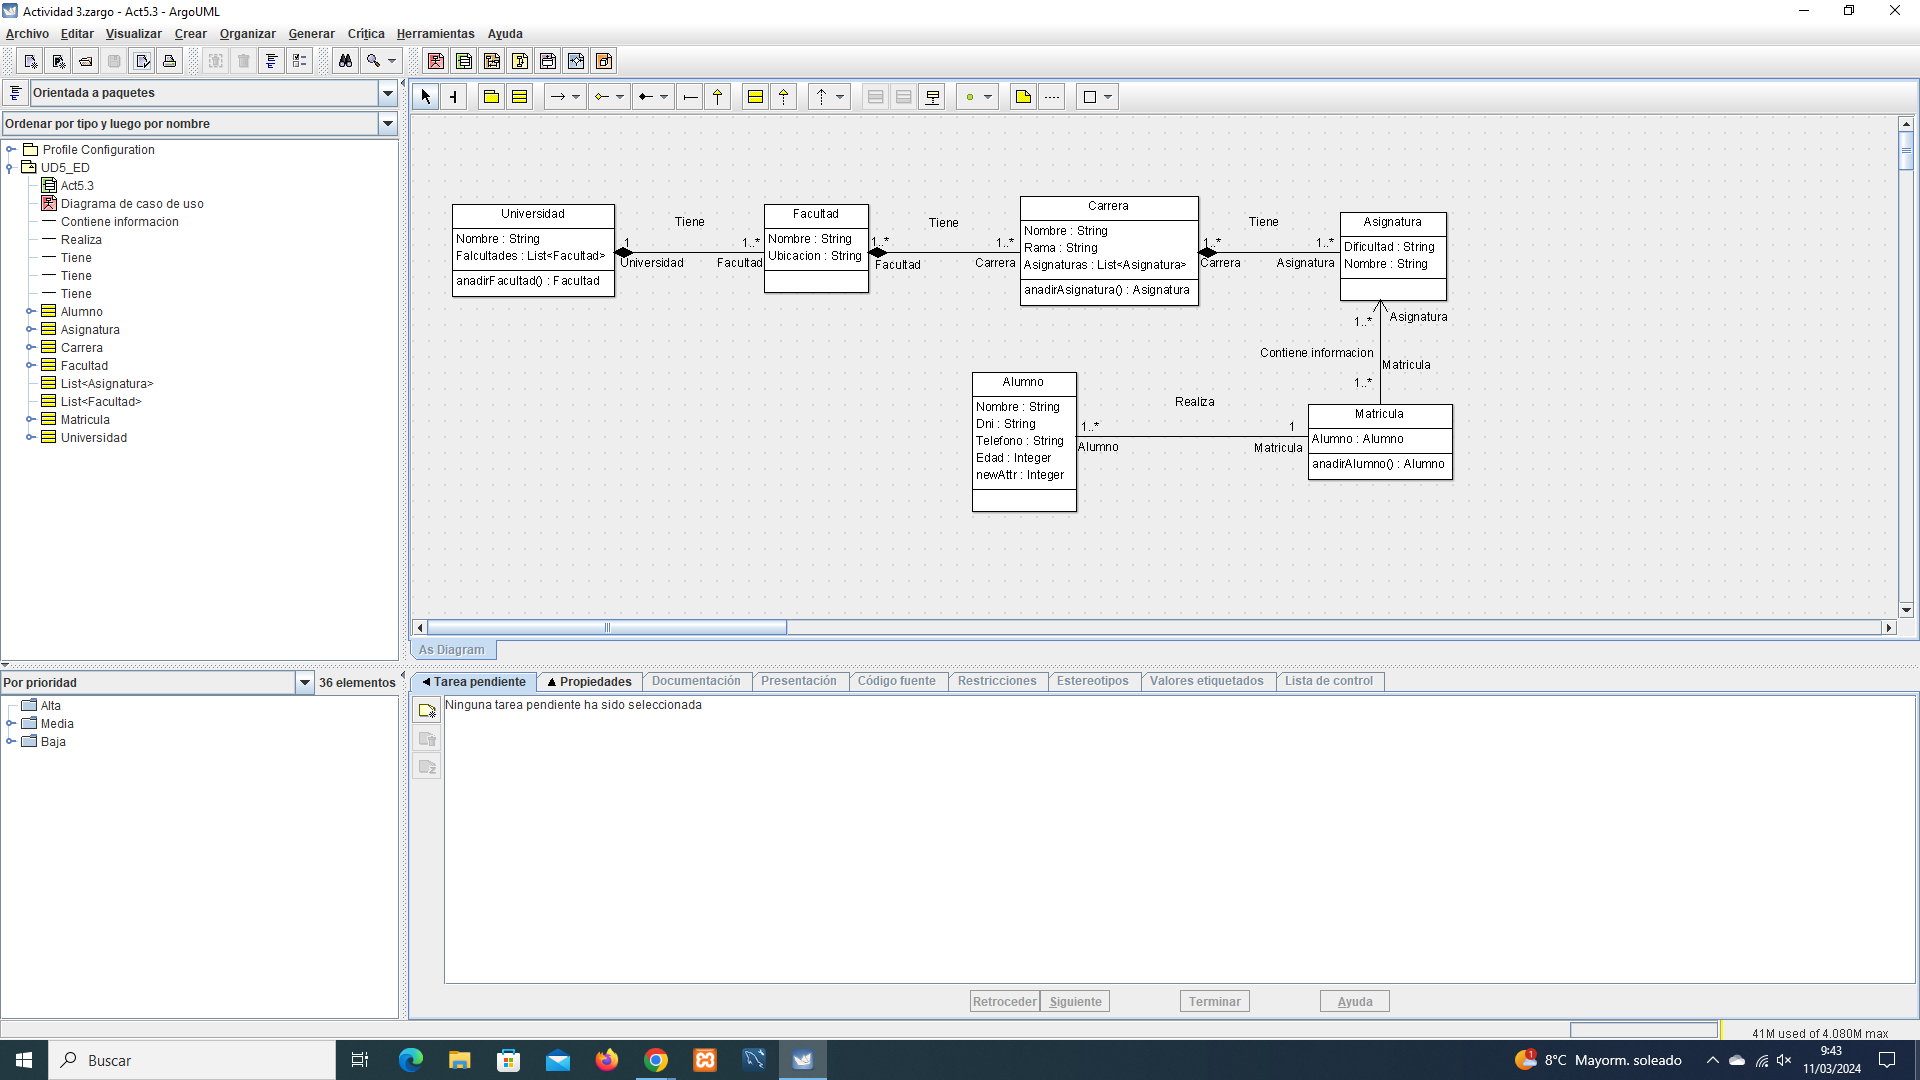 Actividad 3.zargo - Act5.3 - ArgoUML
Archivo Editar Visualizar Crear Organizar Generar Crítica Herramientas Ayuda
Orientada a paquetes
Ordenar por tipo y luego por nombre
Profile Configuration
UD5_ED
Act5.3
Diagrama de caso de uso
Contiene informacion
Realiza
Tiene
Tiene
Tiene
Alumno
Asignatura
Carrera
Facultad
List<Asignatura>
List<Facultad>
Matricula
Universidad
Universidad
Nombre : String
Falcultades : List<Facultad>
anadirFacultad() : Facultad
Tiene
1 1..*
Universidad Facultad
Facultad
Nombre : String
Ubicacion : String
Tiene
1..* 1..*
Facultad Carrera
Carrera
Nombre : String
Rama : String
Asignaturas : List<Asignatura>
anadirAsignatura() : Asignatura
Tiene
1..* 1..*
Carrera Asignatura
Asignatura
Dificultad : String
Nombre : String
1..* Asignatura
Contiene informacion
Matricula
1..*
Alumno
Nombre : String
Dni : String
Telefono : String
Edad : Integer
newAttr : Integer
Realiza
1..* 1
Alumno Matricula
Matricula
Alumno : Alumno
anadirAlumno() : Alumno
As Diagram
Por prioridad 36 elementos
Alta
Media
Baja
Tarea pendiente Propiedades Documentación Presentación Código fuente Restricciones Estereotipos Valores etiquetados Lista de control
Ninguna tarea pendiente ha sido seleccionada
Retroceder Siguiente Terminar Ayuda
41M used of 4.080M max
Buscar
1
8°C Mayorm. soleado
9:43
11/03/2024